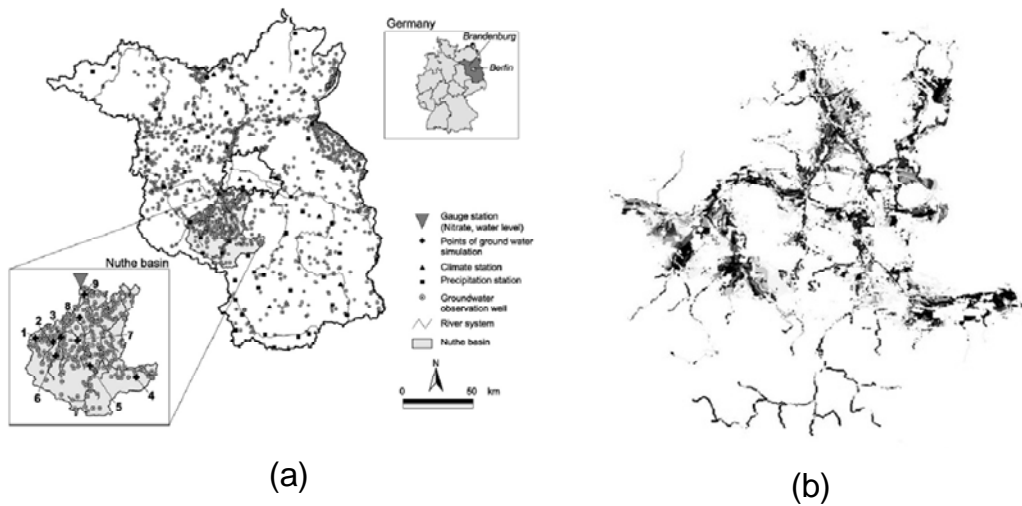 Germany
Brandenburg
Berlin
Gauge station
(Nitrate, water level)
Points of ground water
simulation
Climate station
Precipitation station
Groundwater
observation well
River system
Nuthe basin
N
0 50 km
Nuthe basin
9
8
3
2
1
7
6
5
4
(a)
(b)